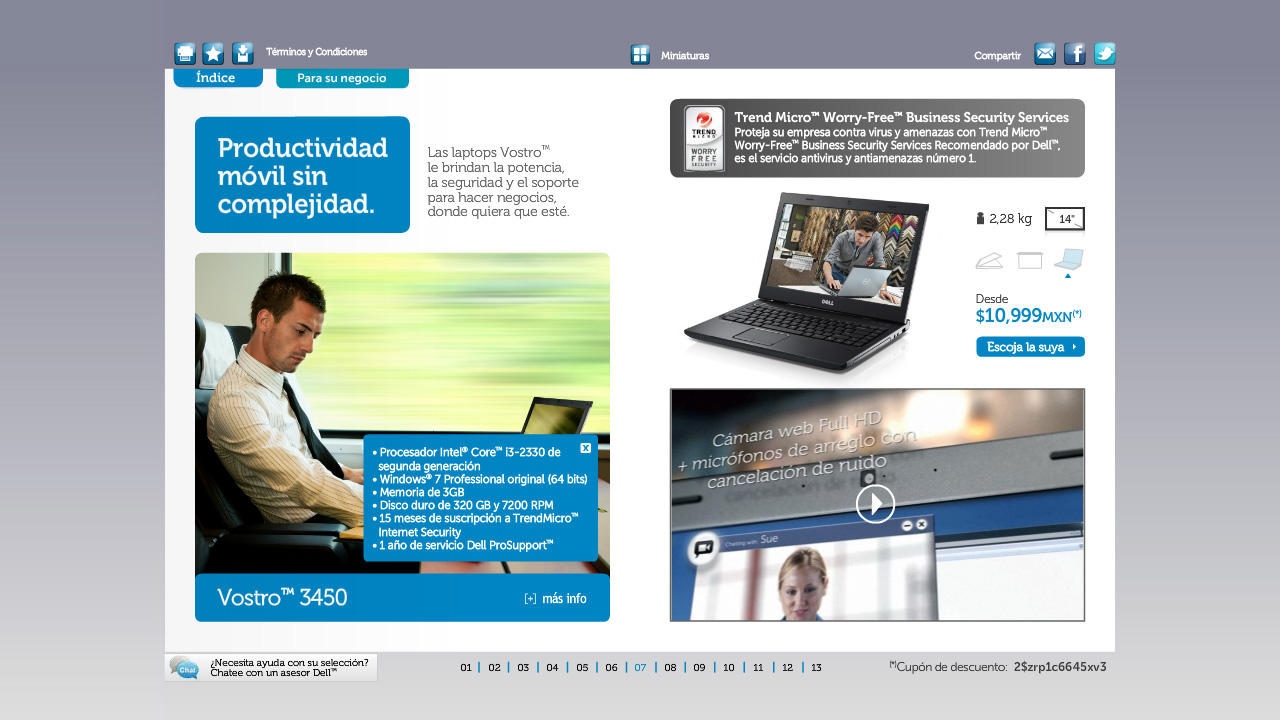 Términos y Condiciones
Miniaturas
Compartir
Índice
Para su negocio
Productividad
móvil sin
complejidad.
Las laptops Vostro™
le brindan la potencia,
la seguridad y el soporte
para hacer negocios,
donde quiera que esté.
• Procesador Intel® Core™ i3-2330 de
segunda generación
• Windows® 7 Professional original (64 bits)
• Memoria de 3GB
• Disco duro de 320 GB y 7200 RPM
• 15 meses de suscripción a TrendMicro™
Internet Security
• 1 año de servicio Dell ProSupport™
Vostro™ 3450
[+] más info
TREND
MICRO
WORRY
FREE
SECURITY
Trend Micro™ Worry-Free™ Business Security Services
Proteja su empresa contra virus y amenazas con Trend Micro™
Worry-Free™ Business Security Services Recomendado por Dell™,
es el servicio antivirus y antiamenazas número 1.
DELL
2,28 kg
14"
Desde
$10,999MXN(*)
Escoja la suya
Cámara web Full HD
+ micrófonos de arreglo con
cancelación de ruido
Chatting with: Sue
Chat
¿Necesita ayuda con su selección?
Chatee con un asesor Dell™
01 | 02 | 03 | 04 | 05 | 06 | 07 | 08 | 09 | 10 | 11 | 12 | 13
(*)Cupón de descuento: 2$zrp1c6645xv3